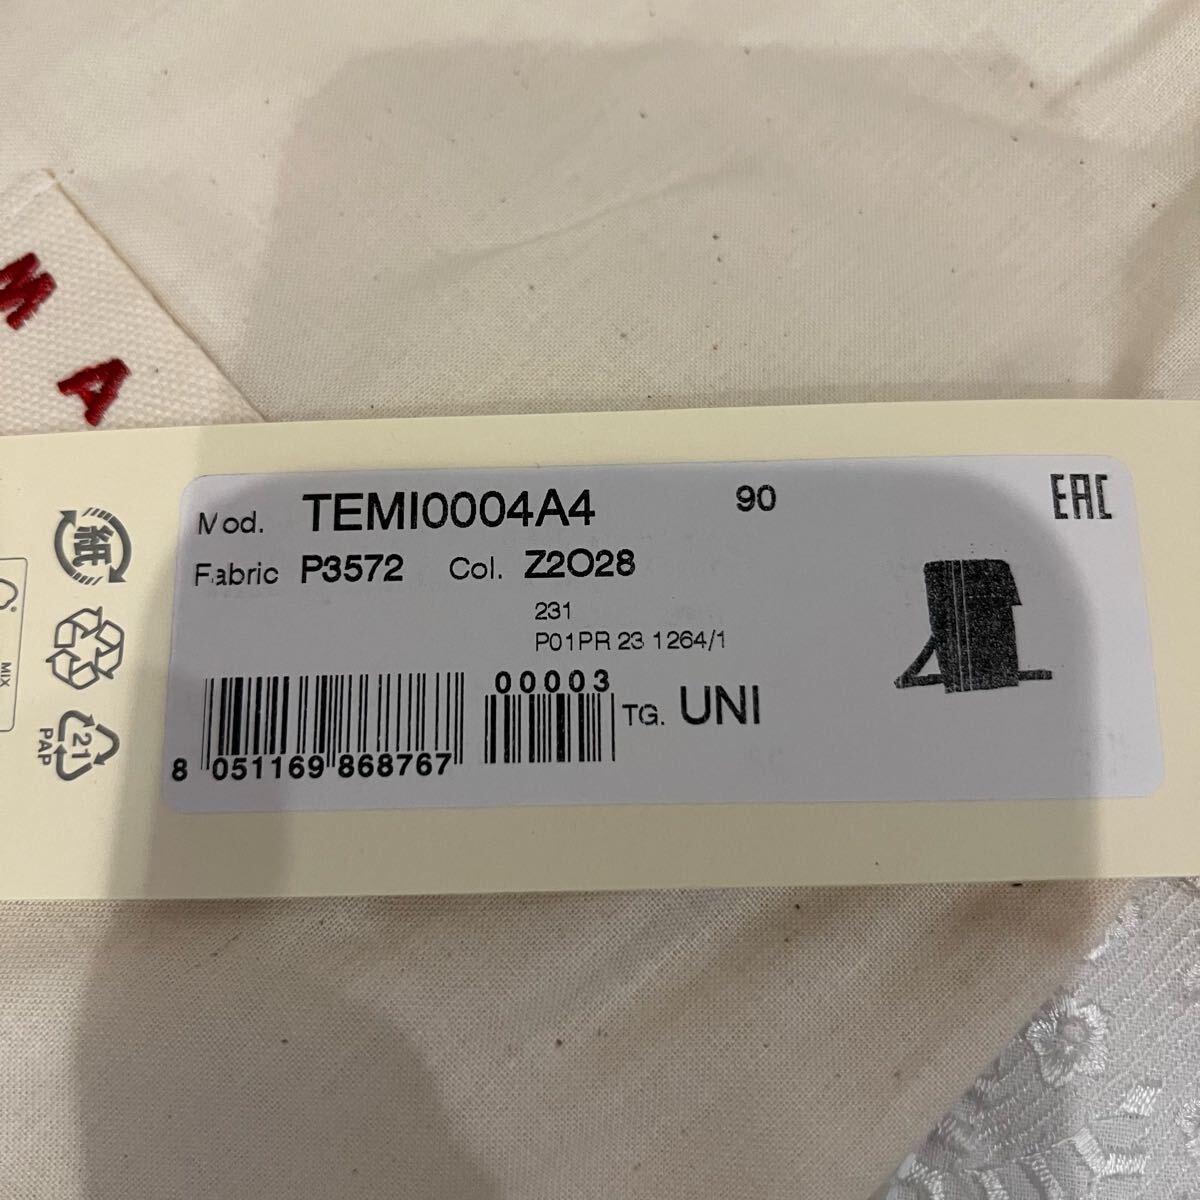 M
A
Mod. TEMI0004A4 90 EAC
Fabric P3572 Col. Z2O28
231
P01PR 23 1264/1
00003
TG. UNI
8 051169 868767
紙
21
PAP
MIX